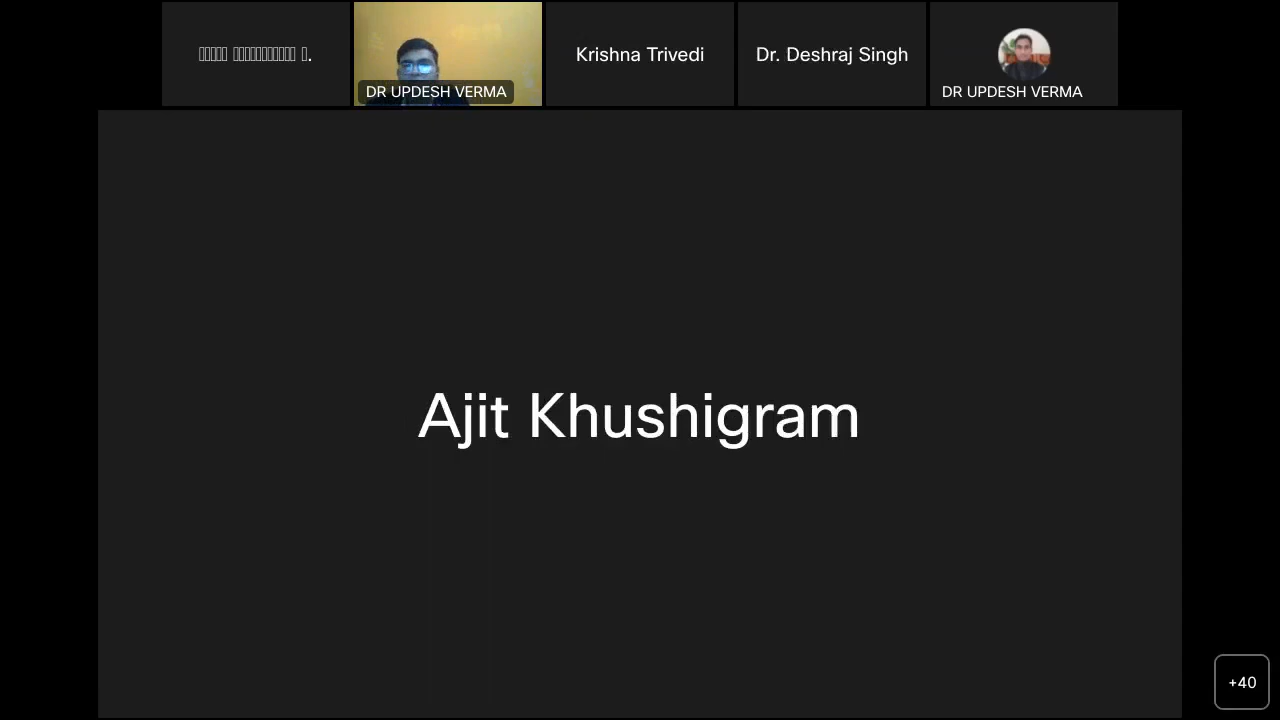 DR UPDESH VERMA
Krishna Trivedi
Dr. Deshraj Singh
DR UPDESH VERMA
Ajit Khushigram
+40